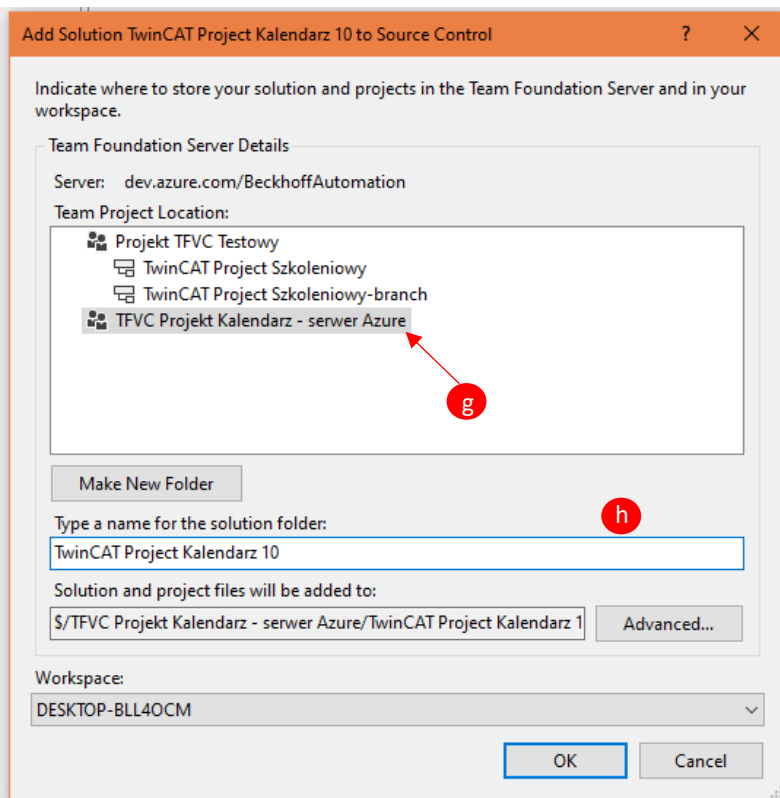 Add Solution TwinCAT Project Kalendarz 10 to Source Control ? ✕
Indicate where to store your solution and projects in the Team Foundation Server and in your
workspace.
Team Foundation Server Details
Server: dev.azure.com/BeckhoffAutomation
Team Project Location:
Projekt TFVC Testowy
TwinCAT Project Szkoleniowy
TwinCAT Project Szkoleniowy-branch
TFVC Projekt Kalendarz - serwer Azure
g
Make New Folder
h
Type a name for the solution folder:
TwinCAT Project Kalendarz 10
Solution and project files will be added to:
$/TFVC Projekt Kalendarz - serwer Azure/TwinCAT Project Kalendarz 1 Advanced...
Workspace:
DESKTOP-BLL4OCM
OK Cancel